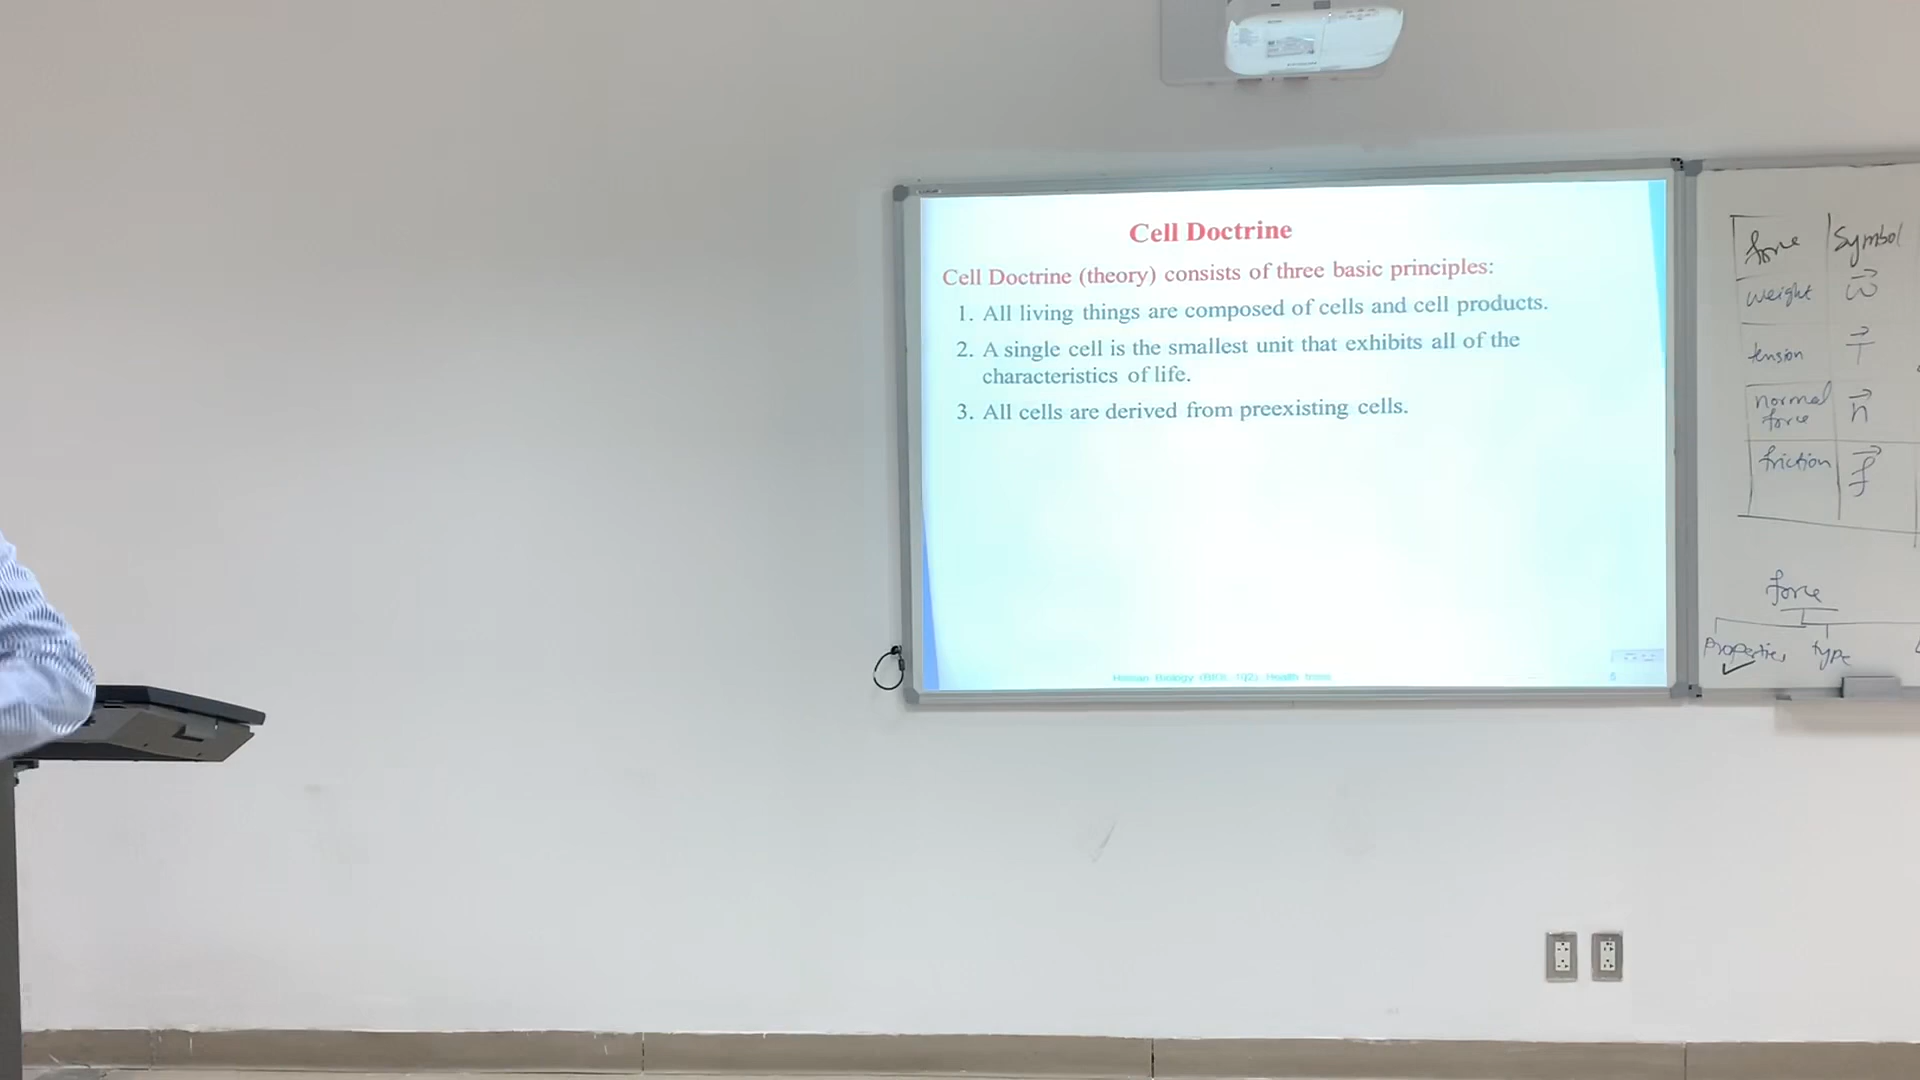 Cell Doctrine
Cell Doctrine (theory) consists of three basic principles:
1. All living things are composed of cells and cell products.
2. A single cell is the smallest unit that exhibits all of the
characteristics of life.
3. All cells are derived from preexisting cells.
Human Biology
force Symbol
weight w
tension T
normal
force n
friction f
force
Properties type